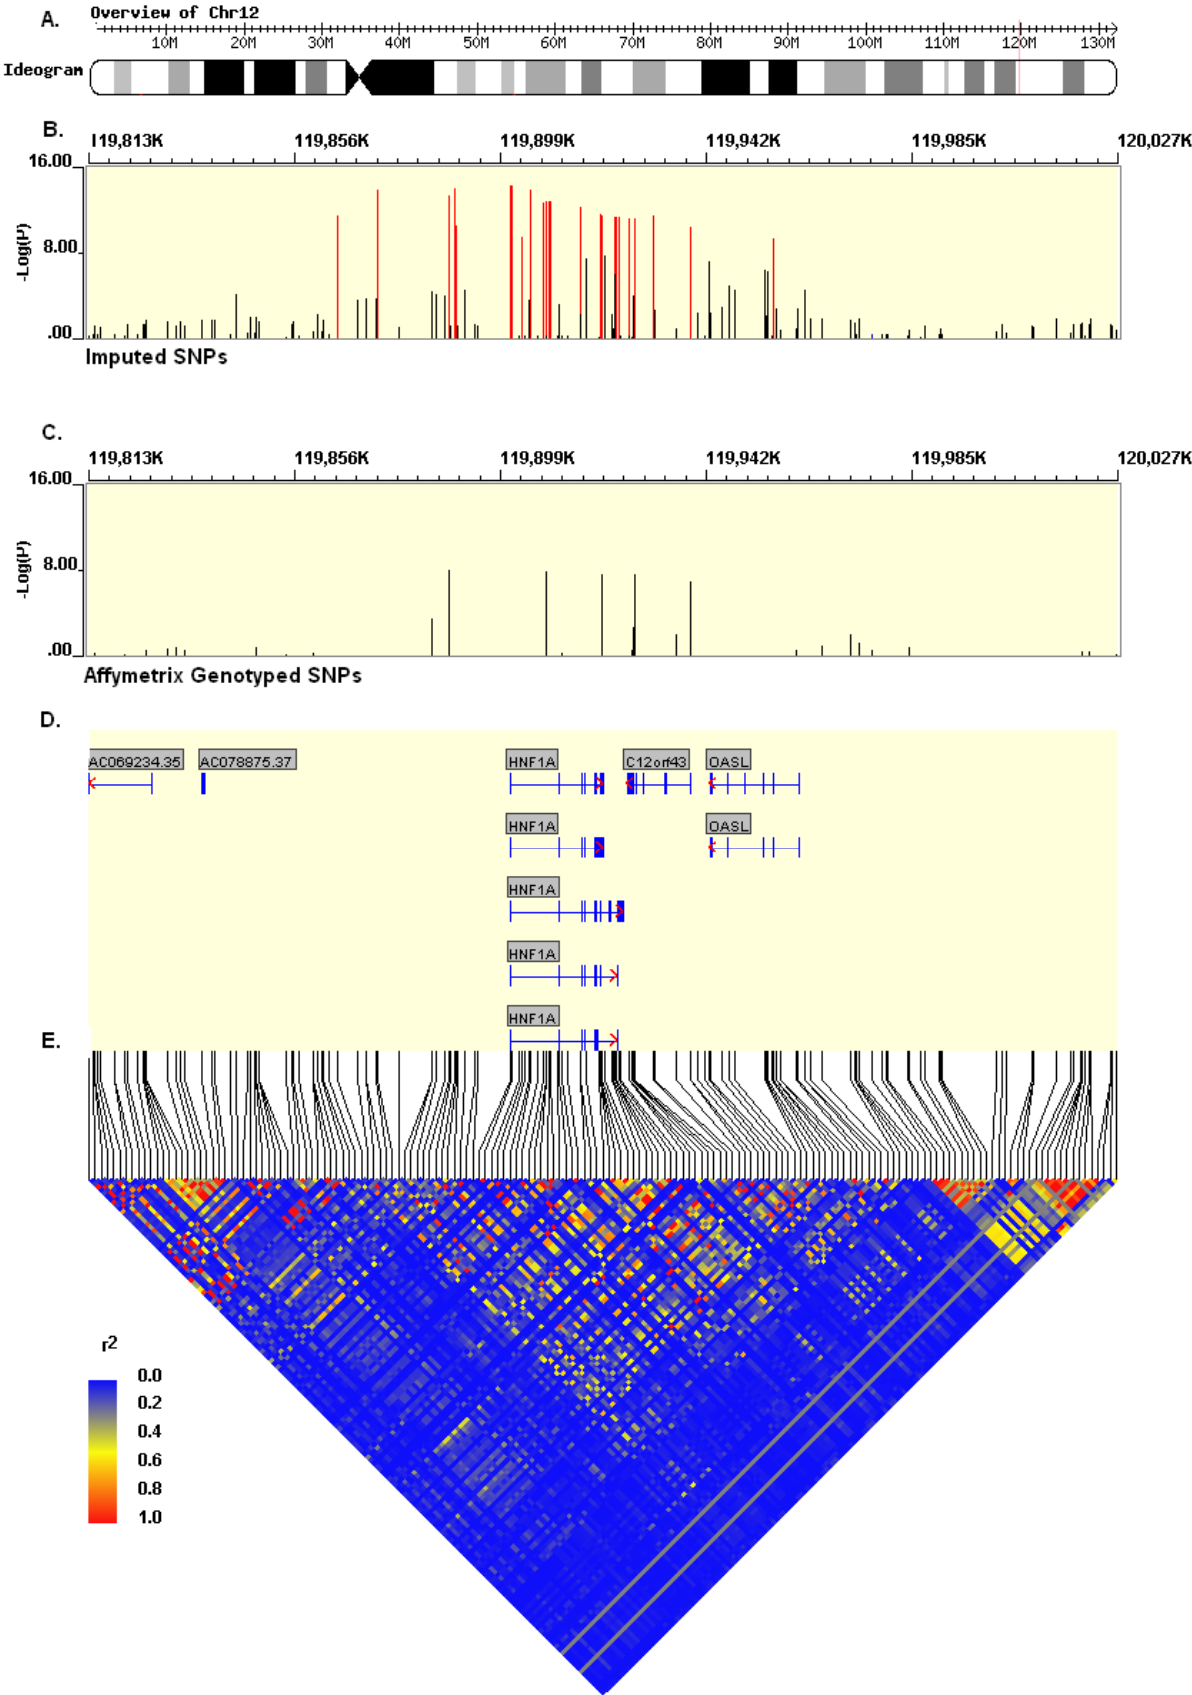 A.
Overview of Chr12
10M 20M 30M 40M 50M 60M 70M 80M 90M 100M 110M 120M 130M
Ideogram
B.
119,813K 119,856K 119,899K 119,942K 119,985K 120,027K
16.00
8.00
.00
-Log(P)
Imputed SNPs
C.
119,813K 119,856K 119,899K 119,942K 119,985K 120,027K
16.00
8.00
.00
-Log(P)
Affymetrix Genotyped SNPs
D.
AC069234.35 AC078875.37 HNF1A C12orf43 OASL
HNF1A OASL
HNF1A
HNF1A
HNF1A
E.
r2
0.0
0.2
0.4
0.6
0.8
1.0